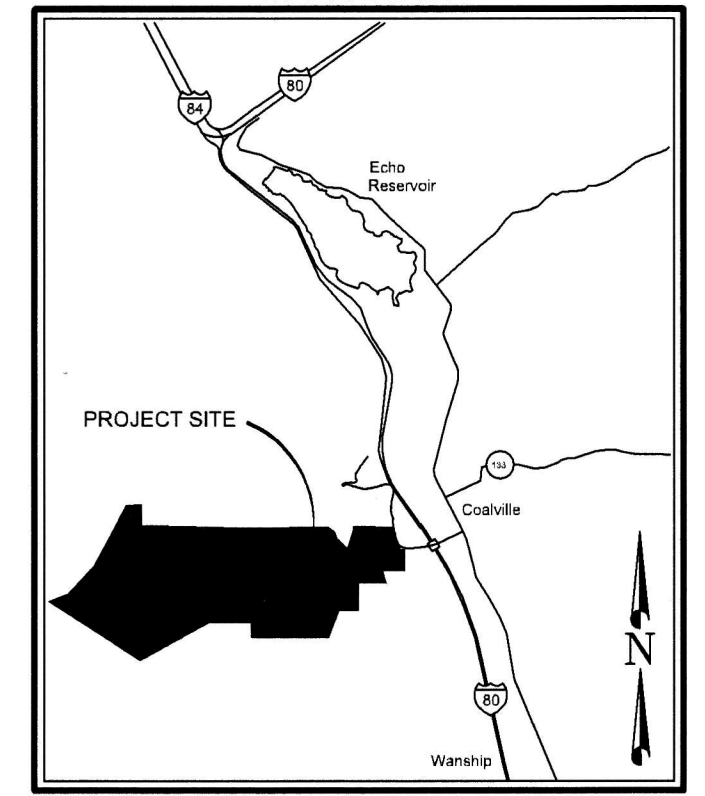 80
84
Echo
Reservoir
PROJECT SITE
133
Coalville
N
80
Wanship